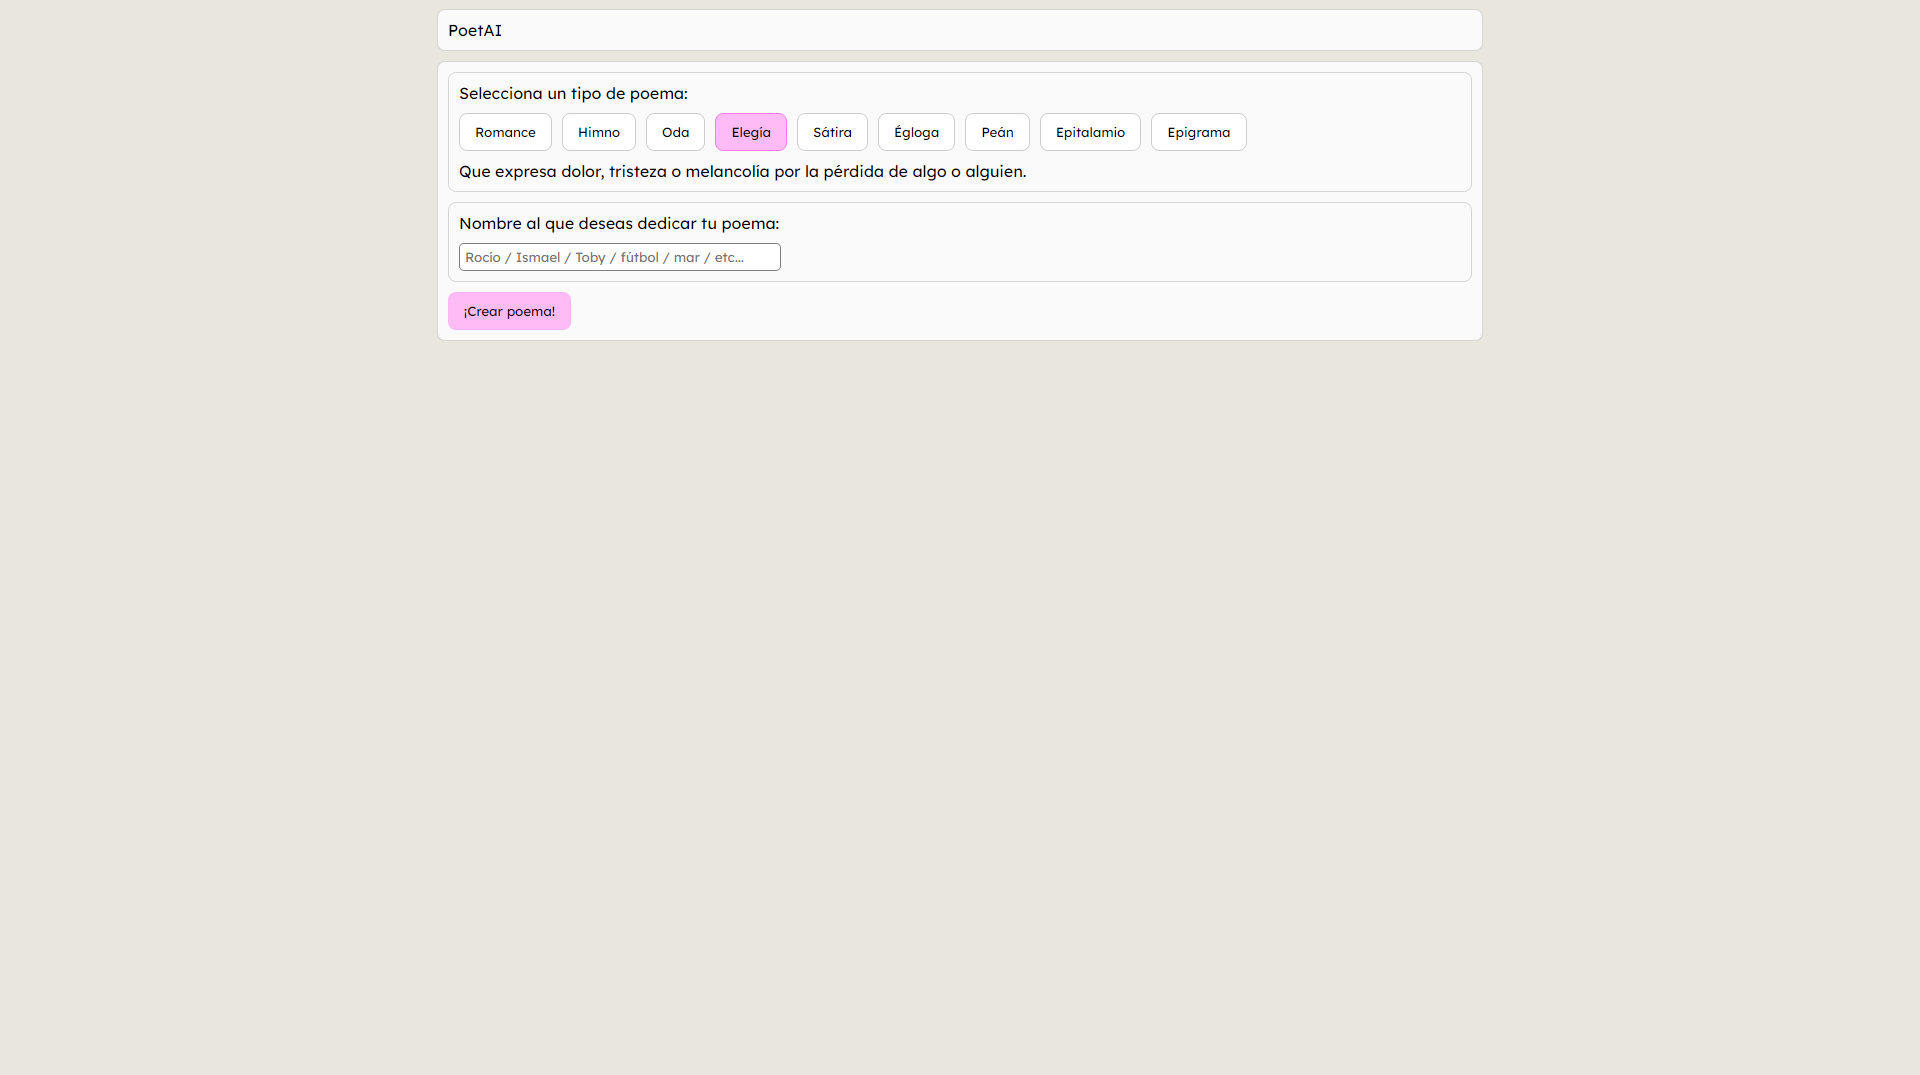 PoetAI
Selecciona un tipo de poema:
Romance Himno Oda Elegía Sátira Égloga Peán Epitalamio Epigrama
Que expresa dolor, tristeza o melancolía por la pérdida de algo o alguien.
Nombre al que deseas dedicar tu poema:
Rocío / Ismael / Toby / fútbol / mar / etc...
¡Crear poema!